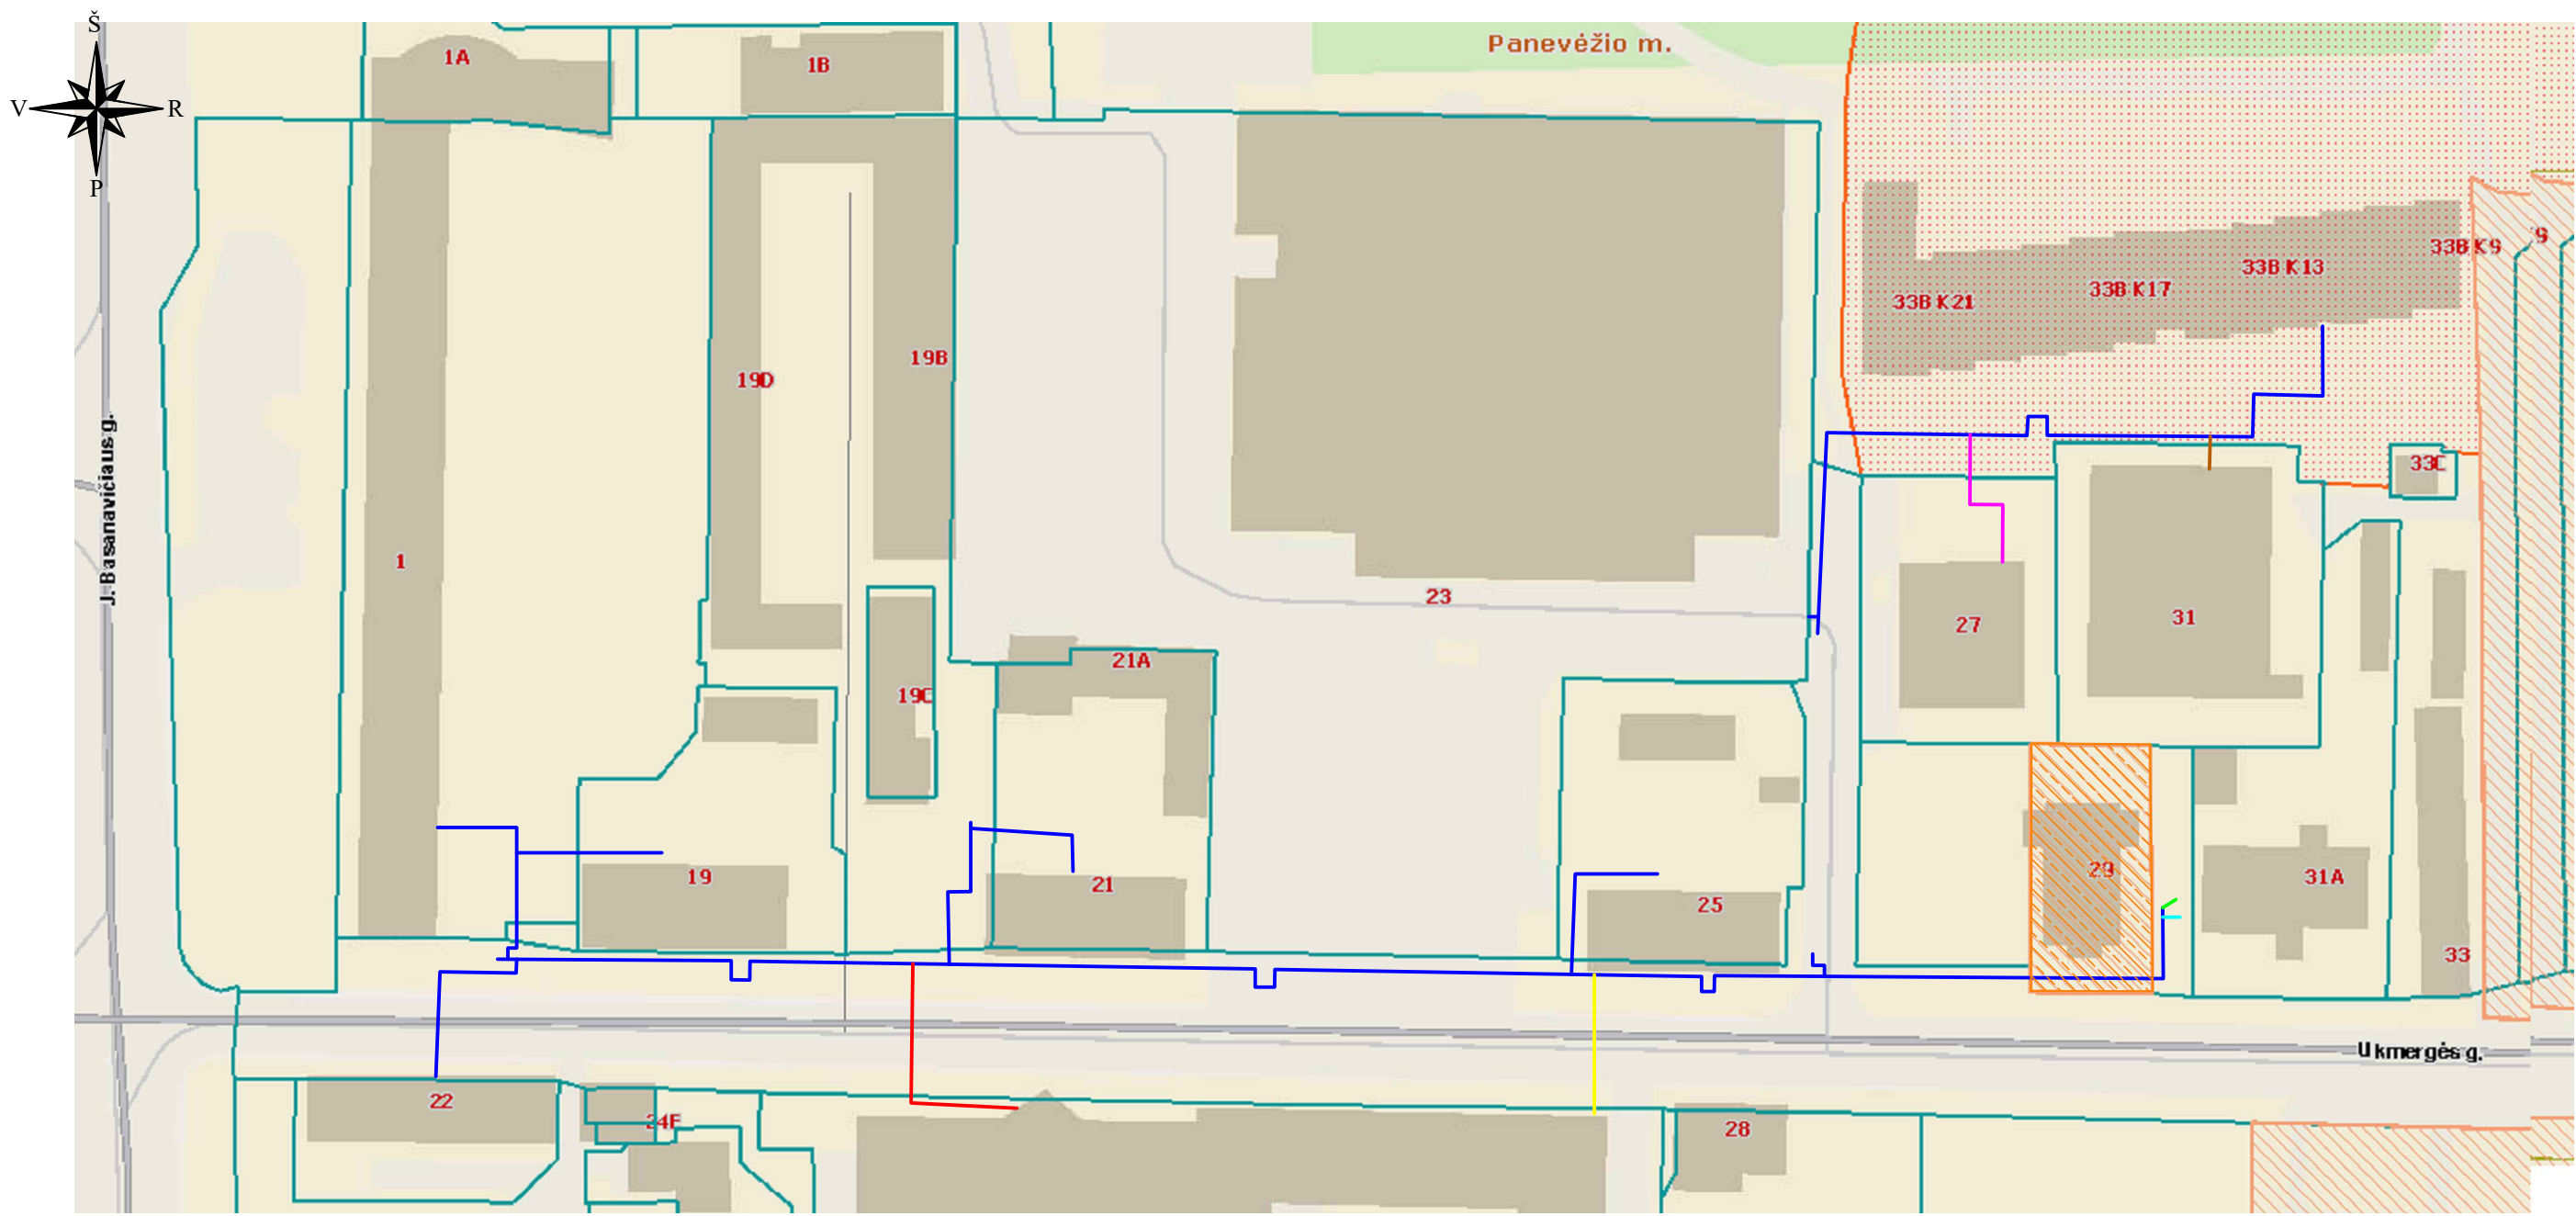 Š
V
R
P
Panevėžio m.
1A
1B
33B K9
33B K13
33B K17
33B K21
19B
19D
33C
J. Basanavičiaus g.
1
23
31
27
21A
19C
29
19
31A
21
25
33
Ukmergės g.
22
24F
28